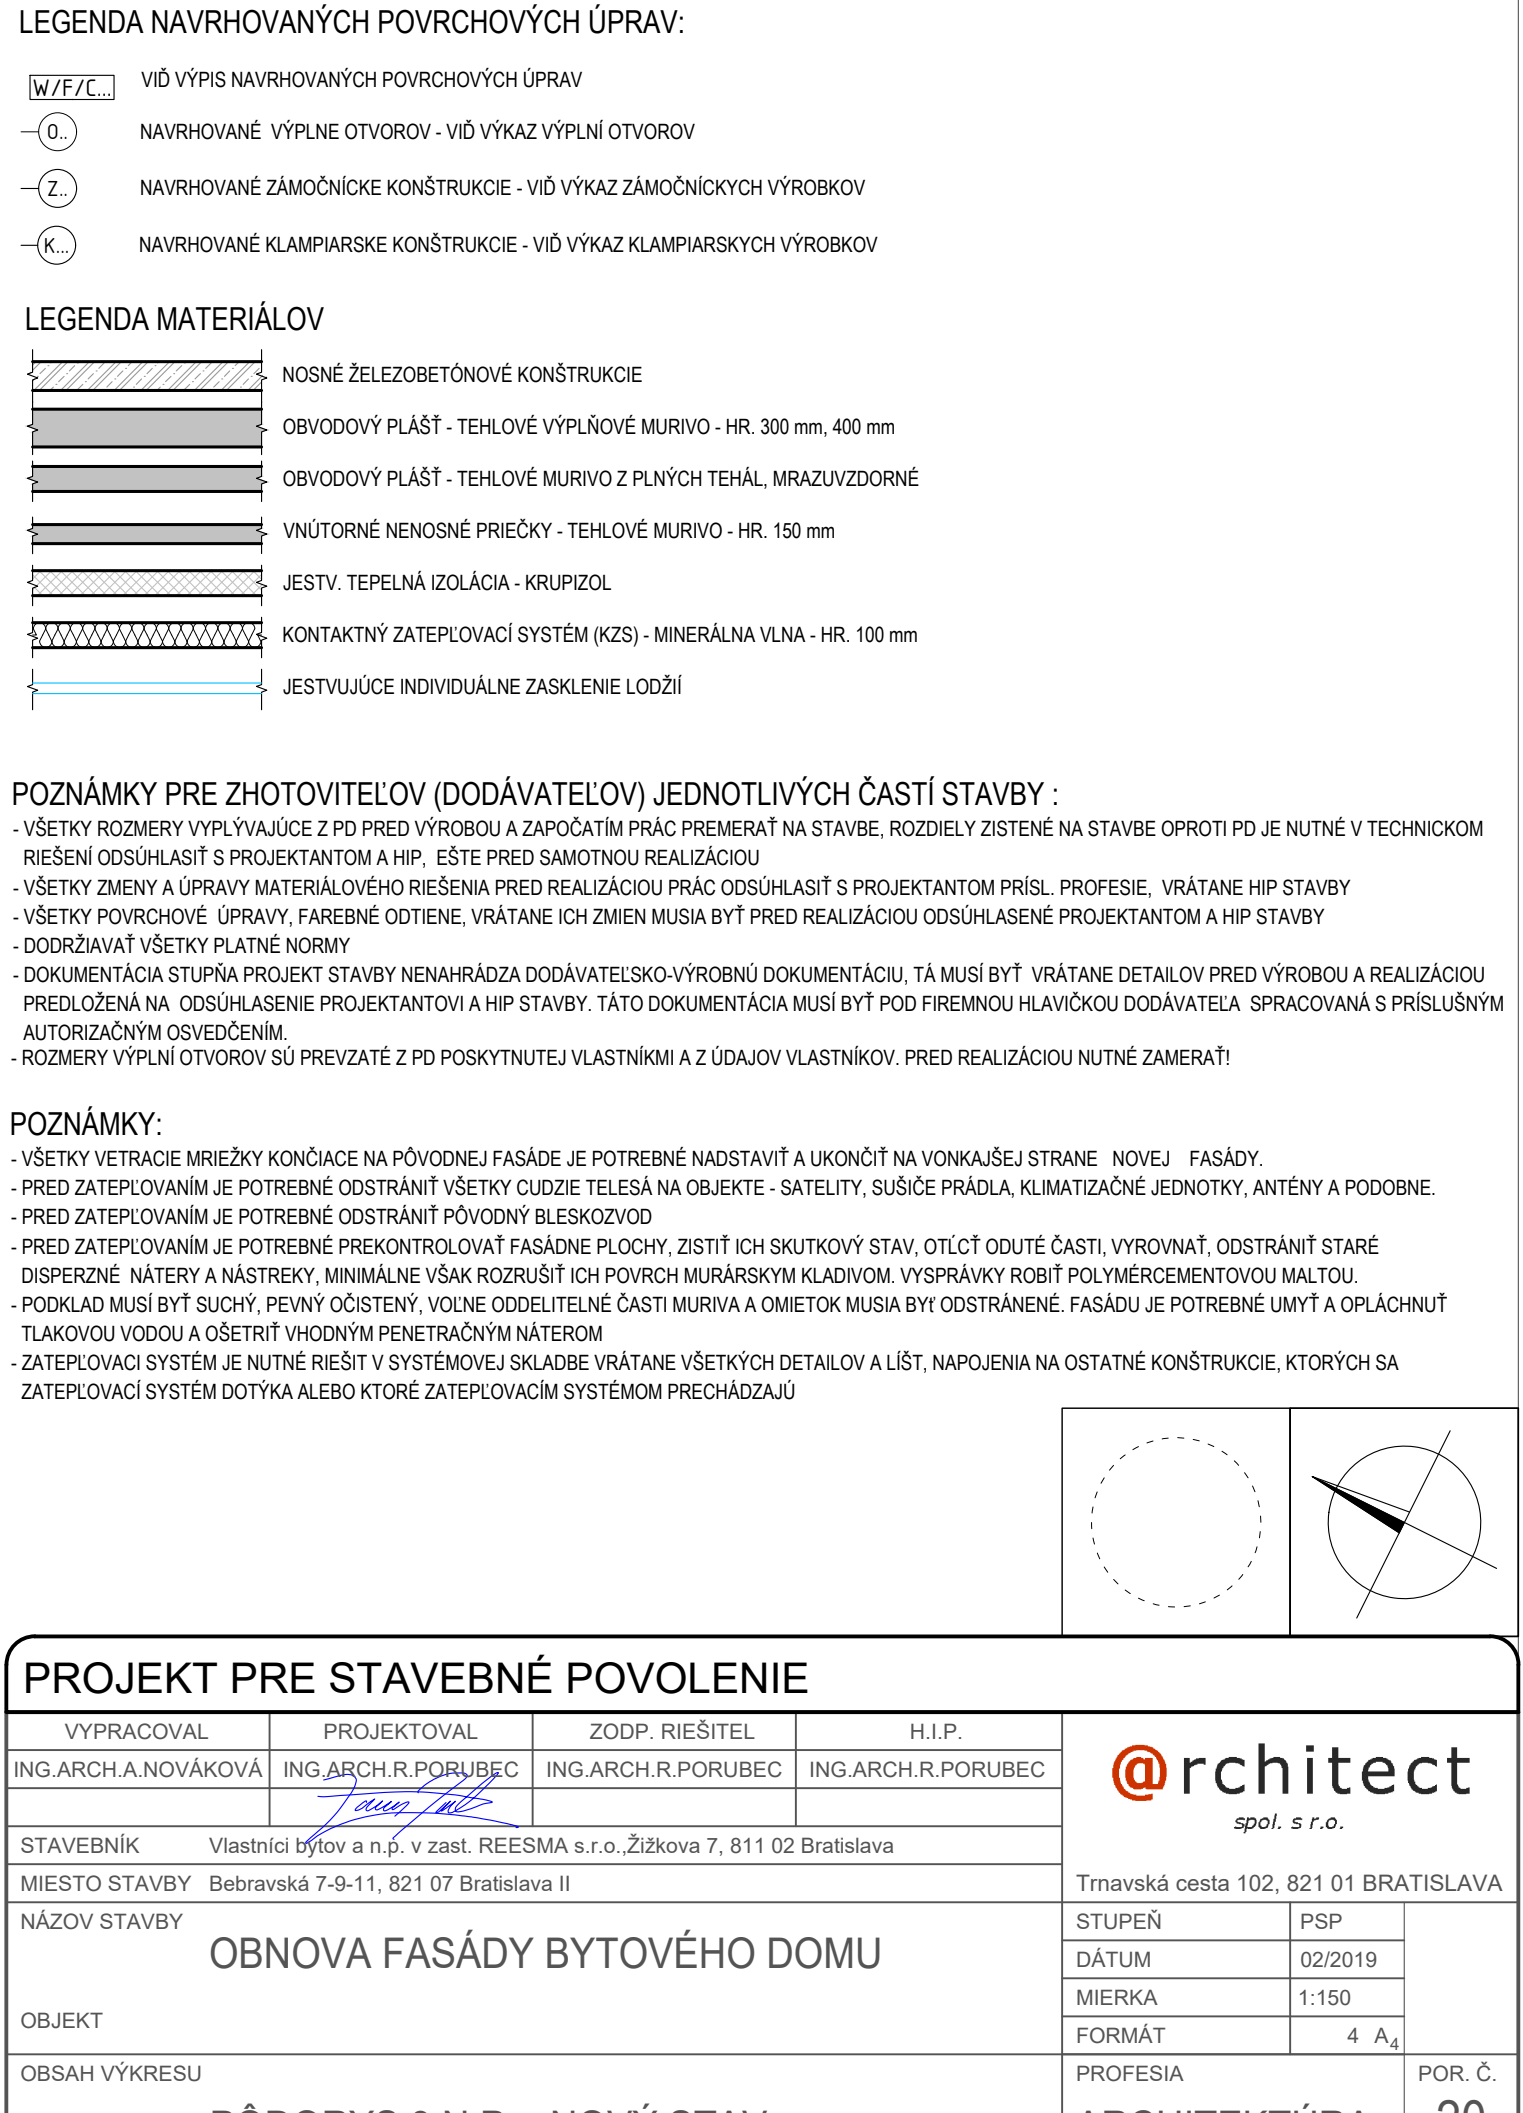 LEGENDA NAVRHOVANÝCH POVRCHOVÝCH ÚPRAV:
W/F/C... VIĎ VÝPIS NAVRHOVANÝCH POVRCHOVÝCH ÚPRAV
O.. NAVRHOVANÉ VÝPLNE OTVOROV - VIĎ VÝKAZ VÝPLNÍ OTVOROV
Z.. NAVRHOVANÉ ZÁMOČNÍCKE KONŠTRUKCIE - VIĎ VÝKAZ ZÁMOČNÍCKYCH VÝROBKOV
K... NAVRHOVANÉ KLAMPIARSKE KONŠTRUKCIE - VIĎ VÝKAZ KLAMPIARSKYCH VÝROBKOV
LEGENDA MATERIÁLOV
NOSNÉ ŽELEZOBETÓNOVÉ KONŠTRUKCIE
OBVODOVÝ PLÁŠŤ - TEHLOVÉ VÝPLŇOVÉ MURIVO - HR. 300 mm, 400 mm
OBVODOVÝ PLÁŠŤ - TEHLOVÉ MURIVO Z PLNÝCH TEHÁL, MRAZUVZDORNÉ
VNÚTORNÉ NENOSNÉ PRIEČKY - TEHLOVÉ MURIVO - HR. 150 mm
JESTV. TEPELNÁ IZOLÁCIA - KRUPIZOL
KONTAKTNÝ ZATEPĽOVACÍ SYSTÉM (KZS) - MINERÁLNA VLNA - HR. 100 mm
JESTVUJÚCE INDIVIDUÁLNE ZASKLENIE LODŽIÍ
POZNÁMKY PRE ZHOTOVITEĽOV (DODÁVATEĽOV) JEDNOTLIVÝCH ČASTÍ STAVBY :
- VŠETKY ROZMERY VYPLÝVAJÚCE Z PD PRED VÝROBOU A ZAPOČATÍM PRÁC PREMERAŤ NA STAVBE, ROZDIELY ZISTENÉ NA STAVBE OPROTI PD JE NUTNÉ V TECHNICKOM
RIEŠENÍ ODSÚHLASIŤ S PROJEKTANTOM A HIP, EŠTE PRED SAMOTNOU REALIZÁCIOU
- VŠETKY ZMENY A ÚPRAVY MATERIÁLOVÉHO RIEŠENIA PRED REALIZÁCIOU PRÁC ODSÚHLASIŤ S PROJEKTANTOM PRÍSL. PROFESIE, VRÁTANE HIP STAVBY
- VŠETKY POVRCHOVÉ ÚPRAVY, FAREBNÉ ODTIENE, VRÁTANE ICH ZMIEN MUSIA BYŤ PRED REALIZÁCIOU ODSÚHLASENÉ PROJEKTANTOM A HIP STAVBY
- DODRŽIAVAŤ VŠETKY PLATNÉ NORMY
- DOKUMENTÁCIA STUPŇA PROJEKT STAVBY NENAHRÁDZA DODÁVATEĽSKO-VÝROBNÚ DOKUMENTÁCIU, TÁ MUSÍ BYŤ VRÁTANE DETAILOV PRED VÝROBOU A REALIZÁCIOU
PREDLOŽENÁ NA ODSÚHLASENIE PROJEKTANTOVI A HIP STAVBY. TÁTO DOKUMENTÁCIA MUSÍ BYŤ POD FIREMNOU HLAVIČKOU DODÁVATEĽA SPRACOVANÁ S PRÍSLUŠNÝM
AUTORIZAČNÝM OSVEDČENÍM.
- ROZMERY VÝPLNÍ OTVOROV SÚ PREVZATÉ Z PD POSKYTNUTEJ VLASTNÍKMI A Z ÚDAJOV VLASTNÍKOV. PRED REALIZÁCIOU NUTNÉ ZAMERAŤ!
POZNÁMKY:
- VŠETKY VETRACIE MRIEŽKY KONČIACE NA PÔVODNEJ FASÁDE JE POTREBNÉ NADSTAVIŤ A UKONČIŤ NA VONKAJŠEJ STRANE NOVEJ FASÁDY.
- PRED ZATEPĽOVANÍM JE POTREBNÉ ODSTRÁNIŤ VŠETKY CUDZIE TELESÁ NA OBJEKTE - SATELITY, SUŠIČE PRÁDLA, KLIMATIZAČNÉ JEDNOTKY, ANTÉNY A PODOBNE.
- PRED ZATEPĽOVANÍM JE POTREBNÉ ODSTRÁNIŤ PÔVODNÝ BLESKOZVOD
- PRED ZATEPĽOVANÍM JE POTREBNÉ PREKONTROLOVAŤ FASÁDNE PLOCHY, ZISTIŤ ICH SKUTKOVÝ STAV, OTĹCŤ ODUTÉ ČASTI, VYROVNAŤ, ODSTRÁNIŤ STARÉ
DISPERZNÉ NÁTERY A NÁSTREKY, MINIMÁLNE VŠAK ROZRUŠIŤ ICH POVRCH MURÁRSKYM KLADIVOM. VYSPRÁVKY ROBIŤ POLYMÉRCEMENTOVOU MALTOU.
- PODKLAD MUSÍ BYŤ SUCHÝ, PEVNÝ OČISTENÝ, VOĽNE ODDELITELNÉ ČASTI MURIVA A OMIETOK MUSIA BYť ODSTRÁNENÉ. FASÁDU JE POTREBNÉ UMYŤ A OPLÁCHNUŤ
TLAKOVOU VODOU A OŠETRIŤ VHODNÝM PENETRAČNÝM NÁTEROM
- ZATEPĽOVACI SYSTÉM JE NUTNÉ RIEŠIT V SYSTÉMOVEJ SKLADBE VRÁTANE VŠETKÝCH DETAILOV A LÍŠT, NAPOJENIA NA OSTATNÉ KONŠTRUKCIE, KTORÝCH SA
ZATEPĽOVACÍ SYSTÉM DOTÝKA ALEBO KTORÉ ZATEPĽOVACÍM SYSTÉMOM PRECHÁDZAJÚ
PROJEKT PRE STAVEBNÉ POVOLENIE
VYPRACOVAL PROJEKTOVAL ZODP. RIEŠITEL H.I.P.
ING.ARCH.A.NOVÁKOVÁ ING.ARCH.R.PORUBEC ING.ARCH.R.PORUBEC ING.ARCH.R.PORUBEC
@rchitect
spol. s r.o.
STAVEBNÍK Vlastníci bytov a n.p. v zast. REESMA s.r.o.,Žižkova 7, 811 02 Bratislava
MIESTO STAVBY Bebravská 7-9-11, 821 07 Bratislava II
Trnavská cesta 102, 821 01 BRATISLAVA
NÁZOV STAVBY
OBNOVA FASÁDY BYTOVÉHO DOMU
STUPEŇ PSP
DÁTUM 02/2019
MIERKA 1:150
OBJEKT
FORMÁT 4 A4
OBSAH VÝKRESU
PROFESIA
POR. Č.